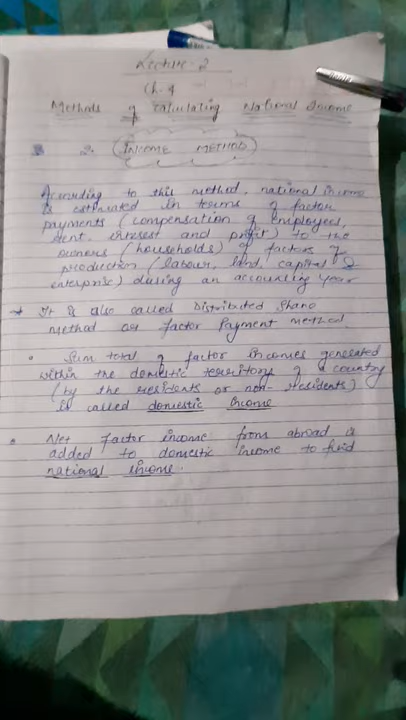 Lecture - 2
Ch. 4
Methods of Calculating National Income
2. INCOME METHOD
According to this method, national income
is estimated in terms of factor
payments (compensation of employees,
rent, interest and profit) to the
owners (households) of factors of
production (labour, land, capital &
enterprise) during an accounting year
→ It is also called Distributed Share
Method or Factor Payment method.
• Sum total of factor incomes generated
within the domestic territory of a country
(by the residents or non-residents)
is called domestic income
• Net factor income from abroad is
added to domestic income to find
national income.